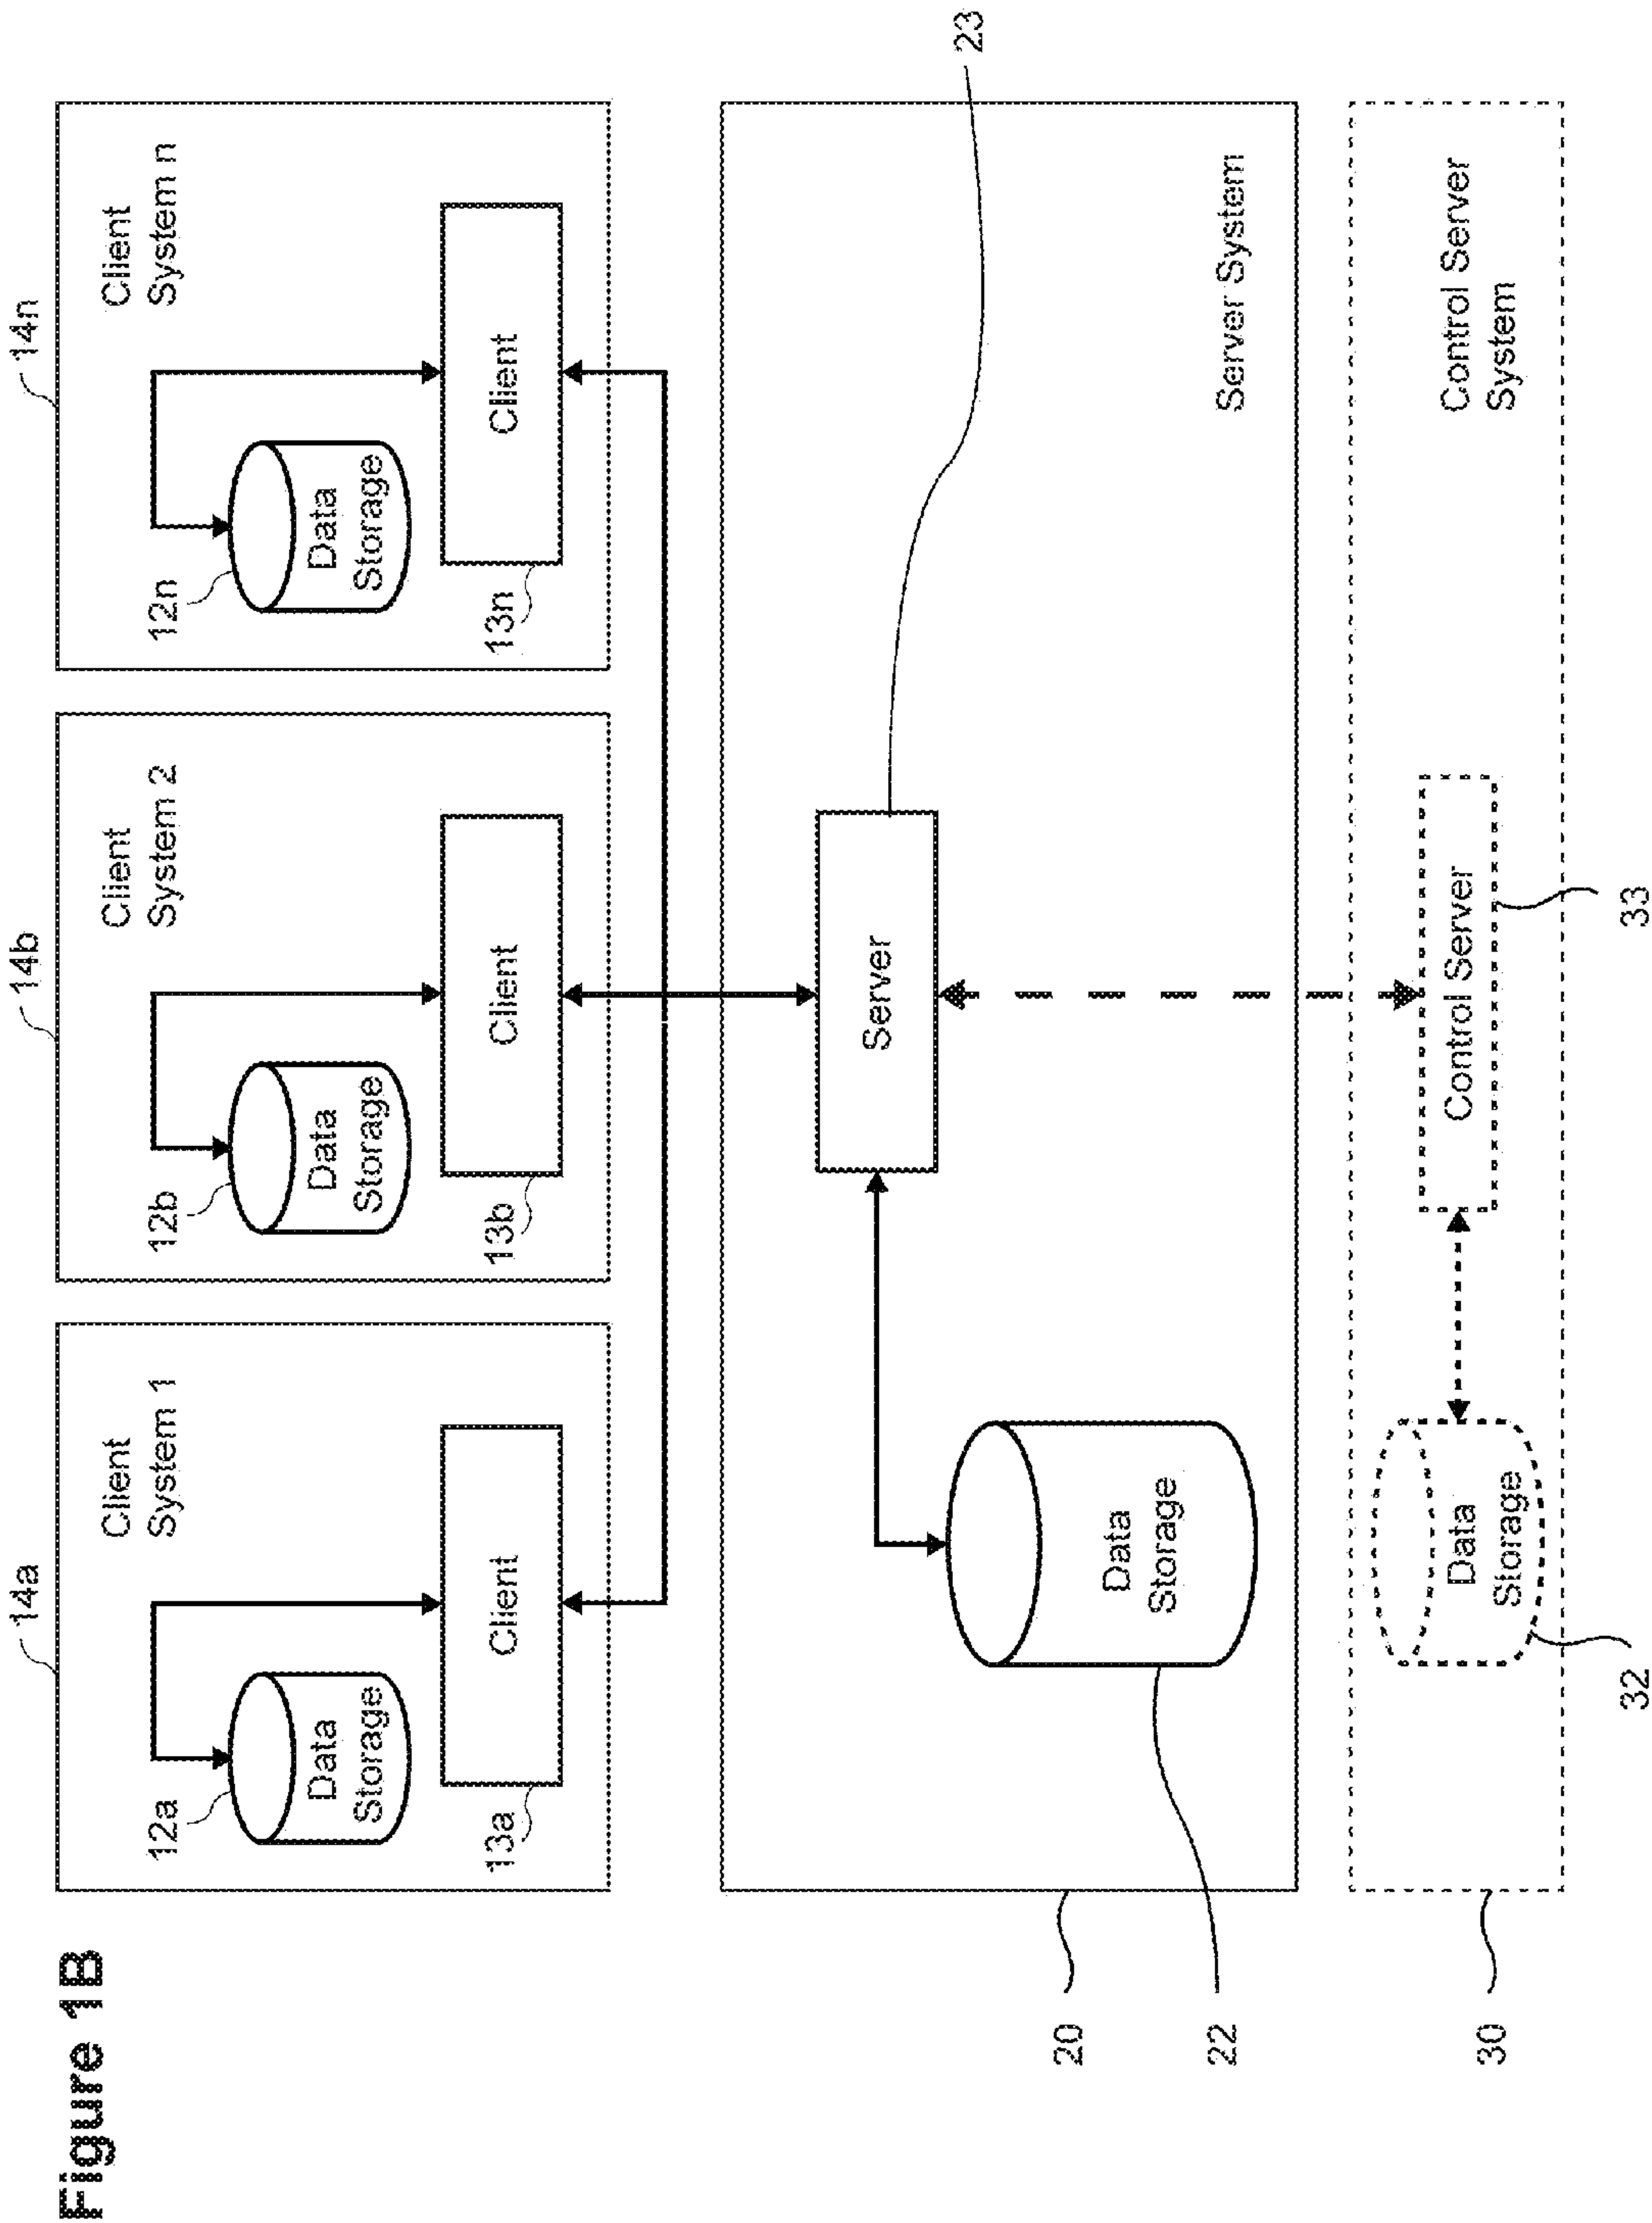 Figure 1B
14a
Client
System 1
12a
Data
Storage
13a
Client
14b
Client
System 2
12b
Data
Storage
13b
Client
14n
Client
System n
12n
Data
Storage
13n
Client
23
Server
Data
Storage
Server System
20
22
Control Server
System
Control Server
Data
Storage
30
32
33